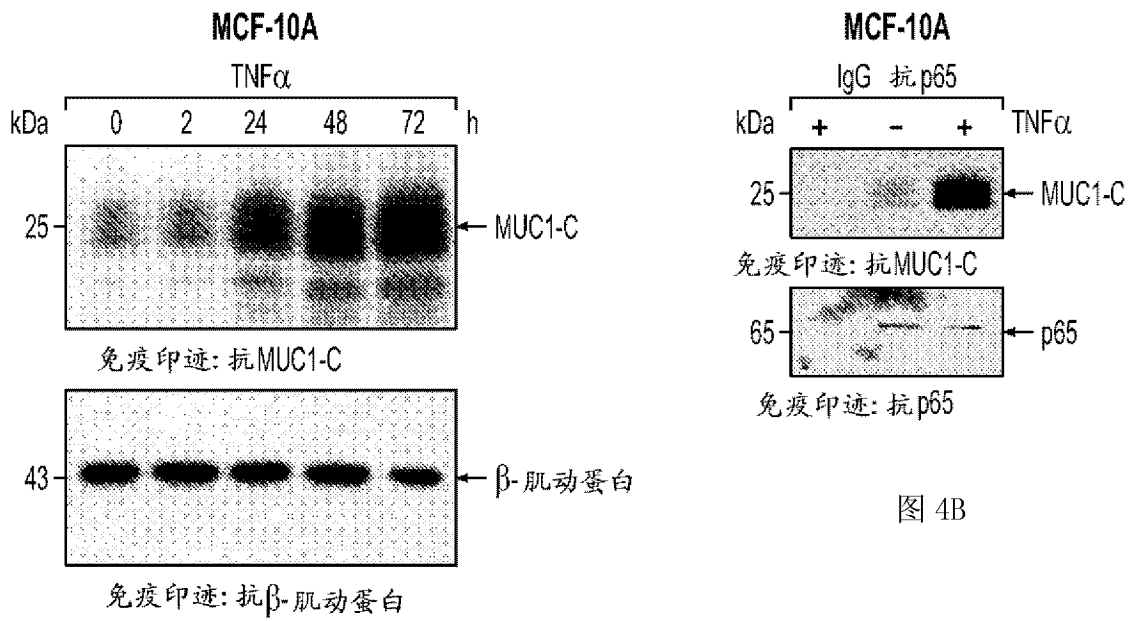 MCF-10A
TNFα
kDa 0 2 24 48 72 h
25 MUC1-C
免疫印迹: 抗MUC1-C
43 β-肌动蛋白
免疫印迹: 抗β-肌动蛋白
MCF-10A
IgG 抗p65
kDa + − + TNFα
25 MUC1-C
免疫印迹: 抗MUC1-C
65 p65
免疫印迹: 抗p65
图 4B